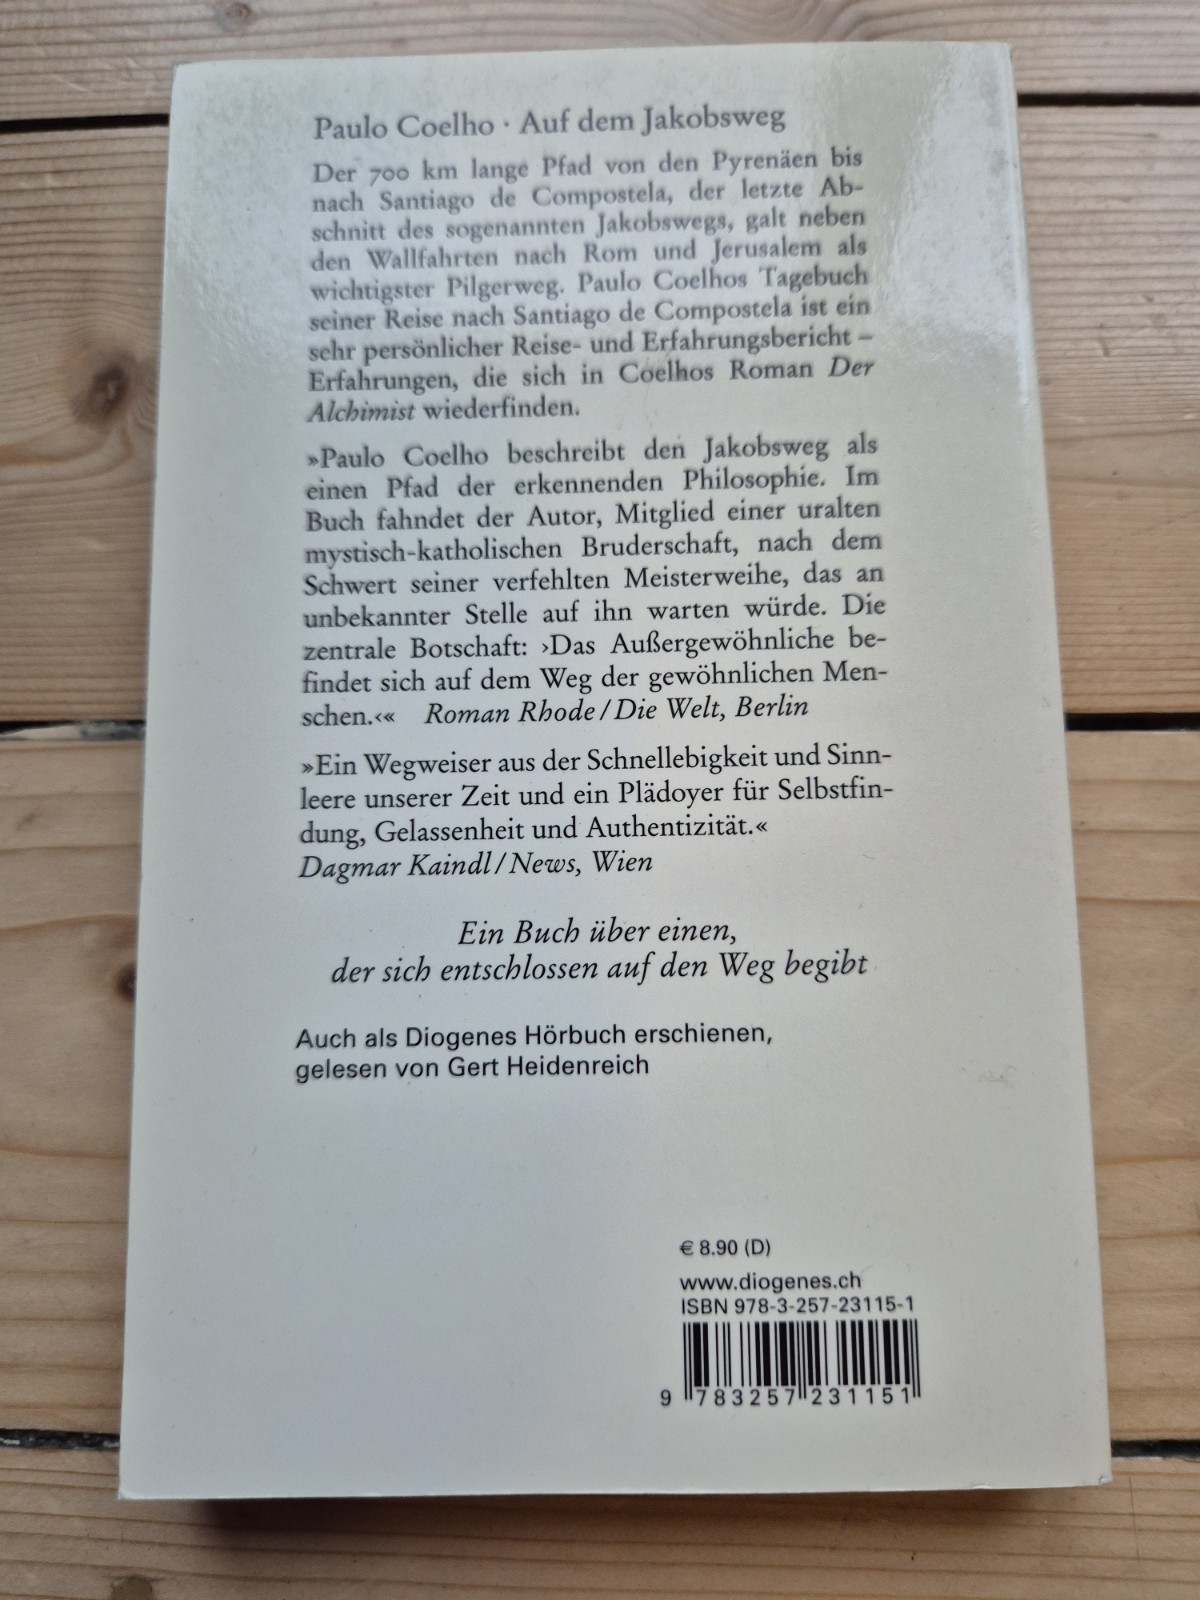 Paulo Coelho · Auf dem Jakobsweg
Der 700 km lange Pfad von den Pyrenäen bis
nach Santiago de Compostela, der letzte Ab-
schnitt des sogenannten Jakobswegs, galt neben
den Wallfahrten nach Rom und Jerusalem als
wichtigster Pilgerweg. Paulo Coelhos Tagebuch
seiner Reise nach Santiago de Compostela ist ein
sehr persönlicher Reise- und Erfahrungsbericht –
Erfahrungen, die sich in Coelhos Roman Der
Alchimist wiederfinden.
»Paulo Coelho beschreibt den Jakobsweg als
einen Pfad der erkennenden Philosophie. Im
Buch fahndet der Autor, Mitglied einer uralten
mystisch-katholischen Bruderschaft, nach dem
Schwert seiner verfehlten Meisterweihe, das an
unbekannter Stelle auf ihn warten würde. Die
zentrale Botschaft: ›Das Außergewöhnliche be-
findet sich auf dem Weg der gewöhnlichen Men-
schen.‹« Roman Rhode / Die Welt, Berlin
»Ein Wegweiser aus der Schnellebigkeit und Sinn-
leere unserer Zeit und ein Plädoyer für Selbstfin-
dung, Gelassenheit und Authentizität.«
Dagmar Kaindl / News, Wien
Ein Buch über einen,
der sich entschlossen auf den Weg begibt
Auch als Diogenes Hörbuch erschienen,
gelesen von Gert Heidenreich
€ 8.90 (D)
www.diogenes.ch
ISBN 978-3-257-23115-1
9 783257 231151